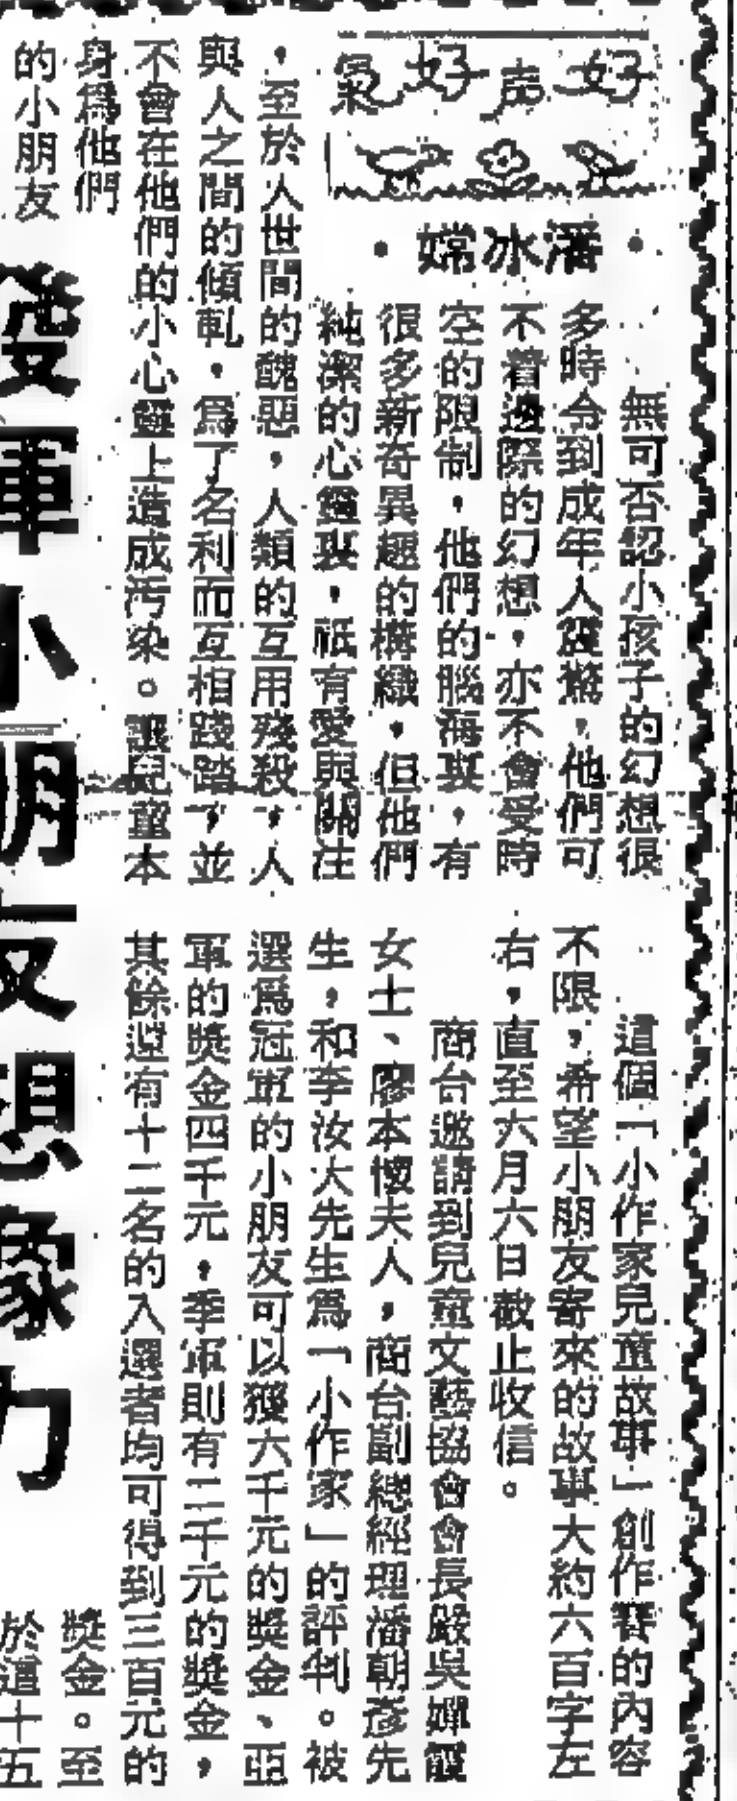 好声好氣
·潘冰嫦·
無可否認小孩子的幻想很
多時令到成年人震驚，他們可
不着邊際的幻想，亦不會受時
空的限制，他們的腦海裏，有
很多新奇異趣的構織，但他們
純潔的心靈裏，祇有愛與關注
，至於人世間的醜惡，人類的互用殘殺，人
與人之間的傾軋，爲了名利而互相踐踏，並
不會在他們的小心靈上造成污染。讓兒童本
身爲他們
的小朋友
發揮小朋友想象力
這個「小作家兒童故事」創作賽的內容
不限，希望小朋友寄來的故事大約六百字左
右，直至六月六日截止收信。
商台邀請到兒童文藝協會會長嚴吳嬋霞
女士、廖本懷夫人，商台副總經理潘朝彥先
生，和李汝大先生爲「小作家」的評判。被
選爲冠軍的小朋友可以獲六千元的獎金、亞
軍的獎金四千元，季軍則有二千元的獎金，
其餘還有十二名的入選者均可得到三百元的
獎金。至
於這十五